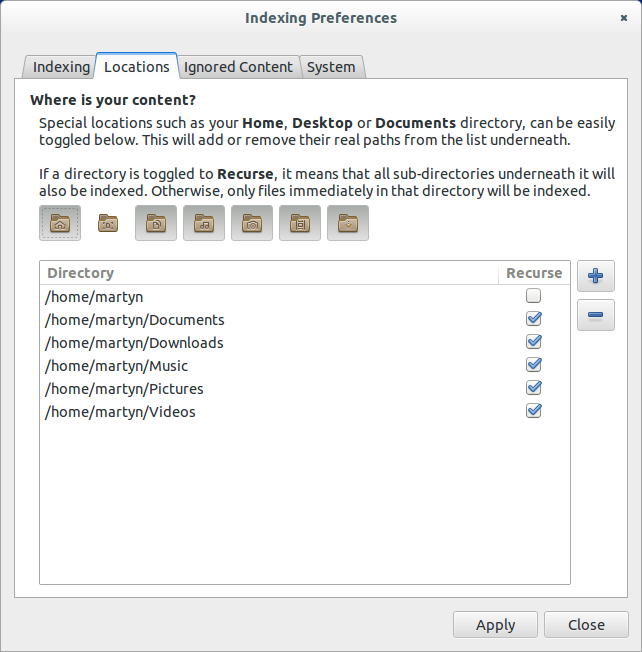 Indexing Preferences
Indexing Locations Ignored Content System
Where is your content?
Special locations such as your Home, Desktop or Documents directory, can be easily
toggled below. This will add or remove their real paths from the list underneath.
If a directory is toggled to Recurse, it means that all sub-directories underneath it will
also be indexed. Otherwise, only files immediately in that directory will be indexed.
Directory Recurse
/home/martyn
/home/martyn/Documents
/home/martyn/Downloads
/home/martyn/Music
/home/martyn/Pictures
/home/martyn/Videos
Apply Close